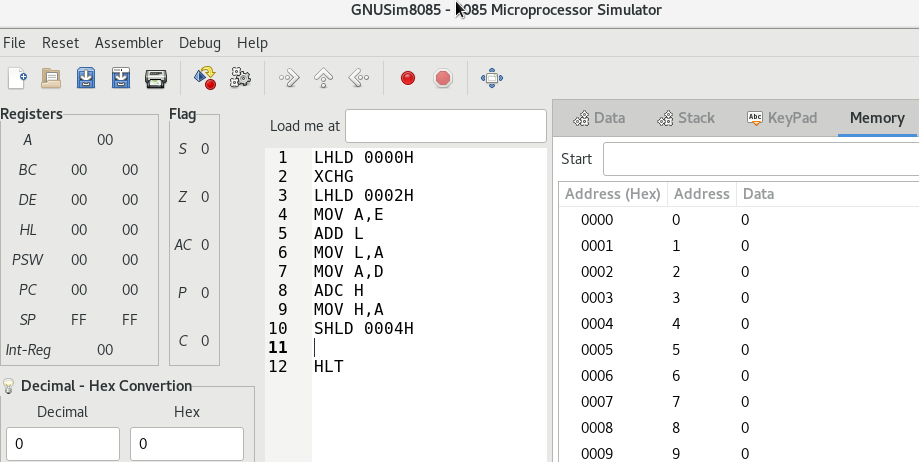 GNUSim8085 - 8085 Microprocessor Simulator
File Reset Assembler Debug Help
Registers
A 00
BC 00 00
DE 00 00
HL 00 00
PSW 00 00
PC 00 00
SP FF FF
Int-Reg 00
Flag
S 0
Z 0
AC 0
P 0
C 0
Decimal - Hex Convertion
Decimal Hex
0 0
Load me at
1 LHLD 0000H
2 XCHG
3 LHLD 0002H
4 MOV A,E
5 ADD L
6 MOV L,A
7 MOV A,D
8 ADC H
9 MOV H,A
10 SHLD 0004H
11
12 HLT
Data Stack Abc KeyPad Memory
Start
Address (Hex) Address Data
0000 0 0
0001 1 0
0002 2 0
0003 3 0
0004 4 0
0005 5 0
0006 6 0
0007 7 0
0008 8 0
0009 9 0